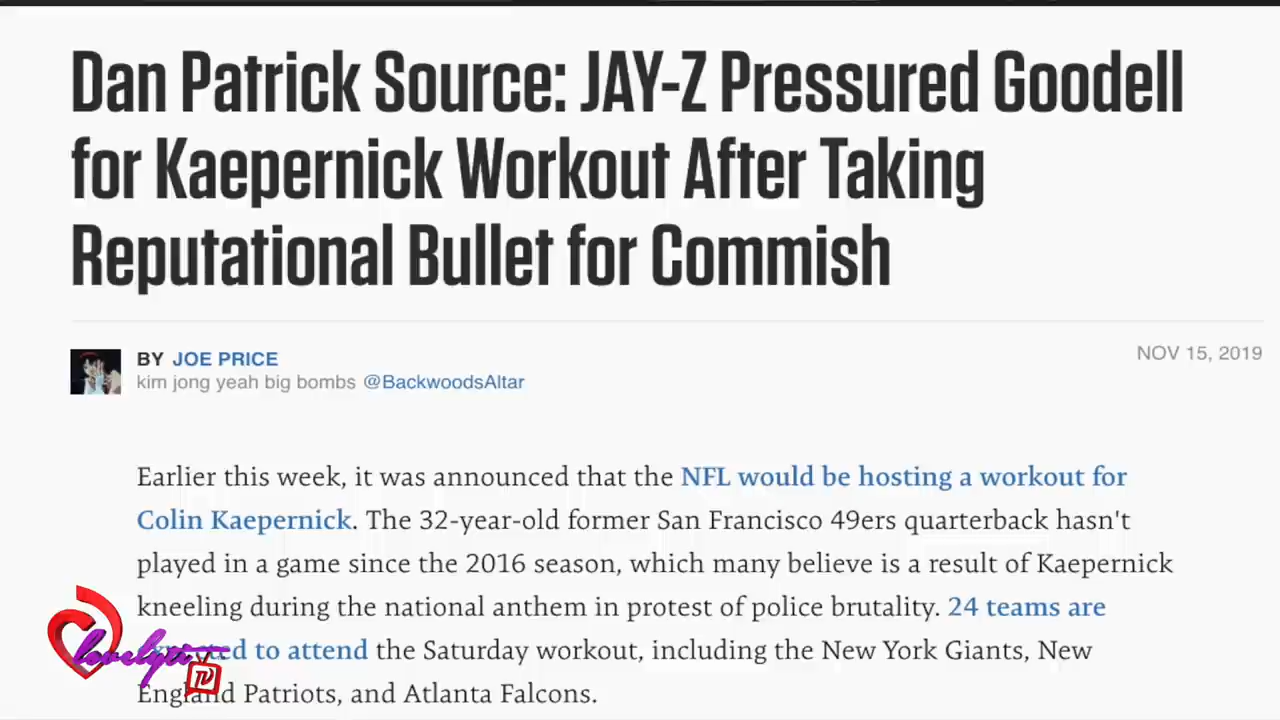 Dan Patrick Source: JAY-Z Pressured Goodell
for Kaepernick Workout After Taking
Reputational Bullet for Commish
BY JOE PRICE
NOV 15, 2019
kim jong yeah big bombs @BackwoodsAltar
Earlier this week, it was announced that the NFL would be hosting a workout for
Colin Kaepernick. The 32-year-old former San Francisco 49ers quarterback hasn't
played in a game since the 2016 season, which many believe is a result of Kaepernick
kneeling during the national anthem in protest of police brutality. 24 teams are
to attend the Saturday workout, including the New York Giants, New
England Patriots, and Atlanta Falcons.
lovelyti
TV